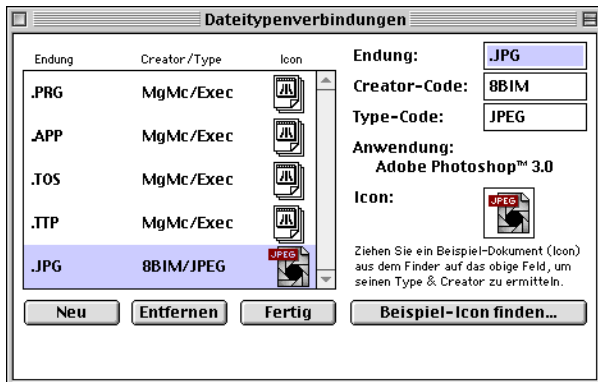 Dateitypenverbindungen
Endung Creator/Type Icon
.PRG MgMc/Exec
.APP MgMc/Exec
.TOS MgMc/Exec
.TTP MgMc/Exec
.JPG 8BIM/JPEG JPEG
Neu Entfernen Fertig
Endung: .JPG
Creator-Code: 8BIM
Type-Code: JPEG
Anwendung:
Adobe Photoshop™ 3.0
Icon: JPEG
Ziehen Sie ein Beispiel-Dokument (Icon)
aus dem Finder auf das obige Feld, um
seinen Type & Creator zu ermitteln.
Beispiel-Icon finden...